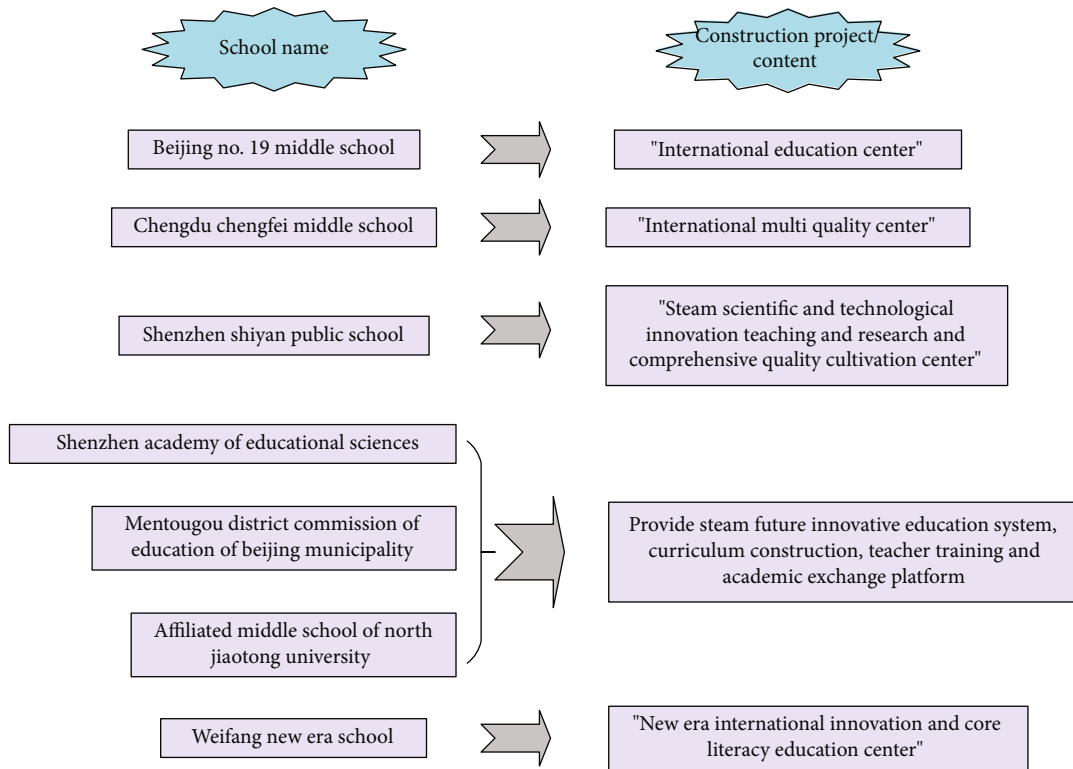 School name
Construction project/
content
Beijing no. 19 middle school
"International education center"
Chengdu chengfei middle school
"International multi quality center"
Shenzhen shiyan public school
"Steam scientific and technological
innovation teaching and research and
comprehensive quality cultivation center"
Shenzhen academy of educational sciences
Mentougou district commission of
education of beijing municipality
Affiliated middle school of north
jiaotong university
Provide steam future innovative education system,
curriculum construction, teacher training and
academic exchange platform
Weifang new era school
"New era international innovation and core
literacy education center"